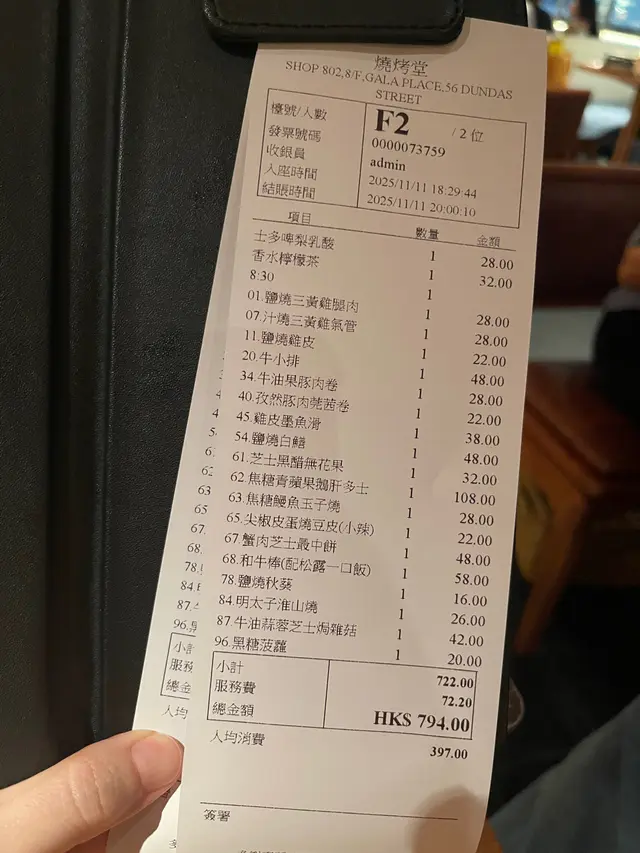 燒烤堂
SHOP 802,8/F,GALA PLACE,56 DUNDAS
STREET
檯號/人數 F2 / 2 位
發票號碼 0000073759
收銀員 admin
入座時間 2025/11/11 18:29:44
結賬時間 2025/11/11 20:00:10
項目 數量 金額
士多啤梨乳酸 1 28.00
香水檸檬茶 1 32.00
8:30 1
01.鹽燒三黃雞腿肉 1 28.00
07.汁燒三黃雞氣管 1 28.00
11.鹽燒雞皮 1 22.00
20.牛小排 1 48.00
34.牛油果豚肉卷 1 28.00
40.孜然豚肉莞茜卷 1 22.00
45.雞皮墨魚滑 1 38.00
54.鹽燒白鱔 1 48.00
61.芝士黑醋無花果 1 32.00
62.焦糖青蘋果鵝肝多士 1 108.00
63.焦糖鰻魚玉子燒 1 28.00
65.尖椒皮蛋燒豆皮(小辣) 1 22.00
67.蟹肉芝士最中餅 1 48.00
68.和牛棒(配松露一口飯) 1 58.00
78.鹽燒秋葵 1 16.00
84.明太子淮山燒 1 26.00
87.牛油蒜蓉芝士焗雜菇 1 42.00
96.黑糖菠蘿 1 20.00
小計 722.00
服務費 72.20
總金額 HK$ 794.00
人均消費 397.00
簽署